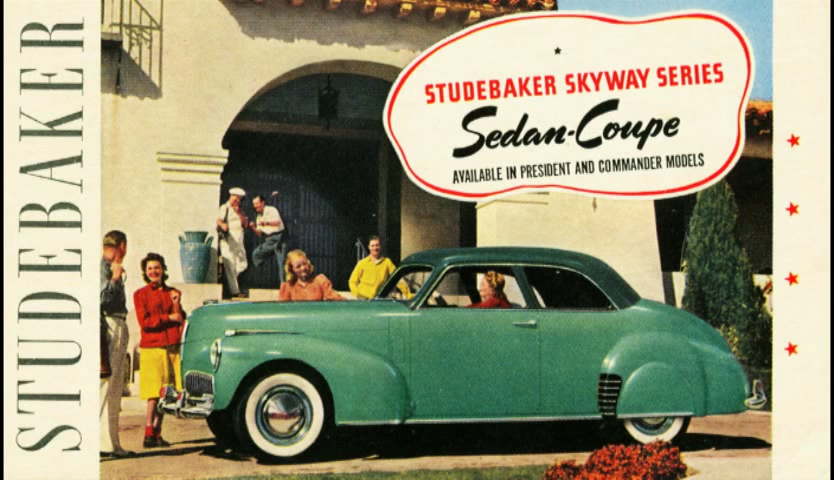 STUDEBAKER
STUDEBAKER SKYWAY SERIES
Sedan-Coupe
AVAILABLE IN PRESIDENT AND COMMANDER MODELS